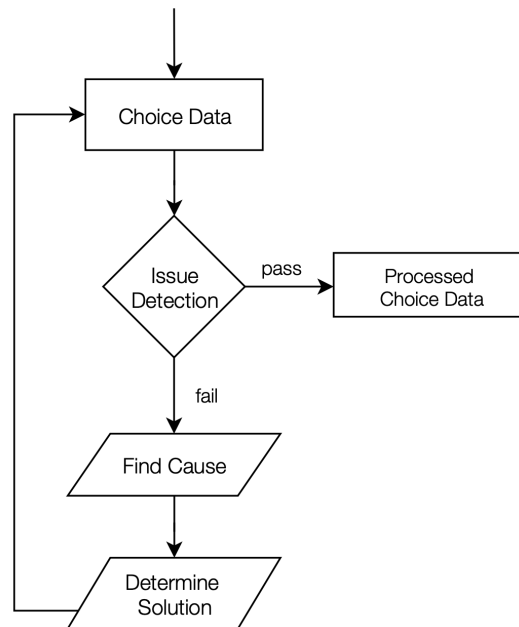 Choice Data
Issue
Detection
pass
Processed
Choice Data
fail
Find Cause
Determine
Solution